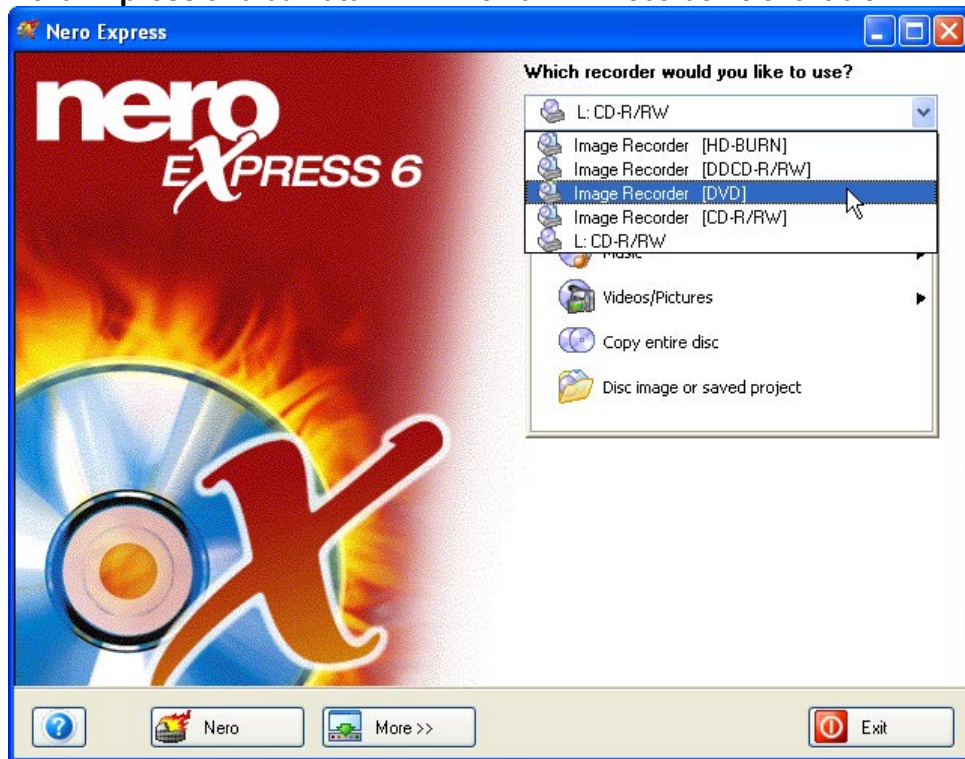 Nero Express
nero
EXPRESS 6
Which recorder would you like to use?
L: CD-R/RW
Image Recorder [HD-BURN]
Image Recorder [DDCD-R/RW]
Image Recorder [DVD]
Image Recorder [CD-R/RW]
L: CD-R/RW
Music
Videos/Pictures
Copy entire disc
Disc image or saved project
Nero
More >>
Exit